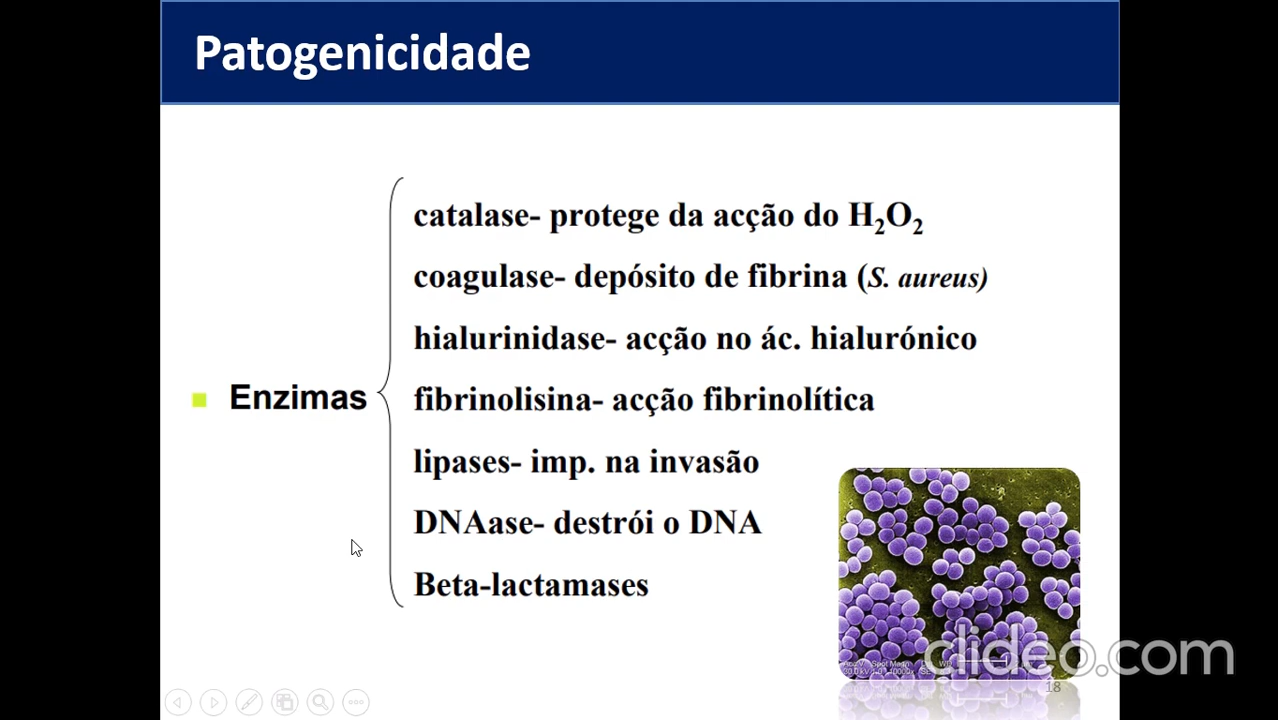 Patogenicidade
catalase- protege da acção do H₂O₂
coagulase- depósito de fibrina (S. aureus)
hialurinidase- acção no ác. hialurónico
Enzimas
fibrinolisina- acção fibrinolítica
lipases- imp. na invasão
DNAase- destrói o DNA
Beta-lactamases
clideo.com
18